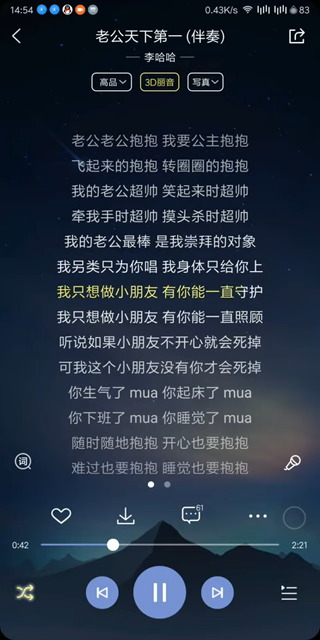 14:54
0.43K/s
83
老公天下第一 (伴奏)
李哈哈
高品
3D丽音
写真
老公老公抱抱 我要公主抱抱
飞起来的抱抱 转圈圈的抱抱
我的老公超帅 笑起来时超帅
牵我手时超帅 摸头杀时超帅
我的老公最棒 是我崇拜的对象
我另类只为你唱 我身体只给你上
我只想做小朋友 有你能一直守护
我只想做小朋友 有你能一直照顾
听说如果小朋友不开心就会死掉
可我这个小朋友没有你才会死掉
你生气了 mua 你起床了 mua
你下班了 mua 你睡觉了 mua
随时随地抱抱 开心也要抱抱
难过也要抱抱 睡觉也要抱抱
词
61
0:42
2:21